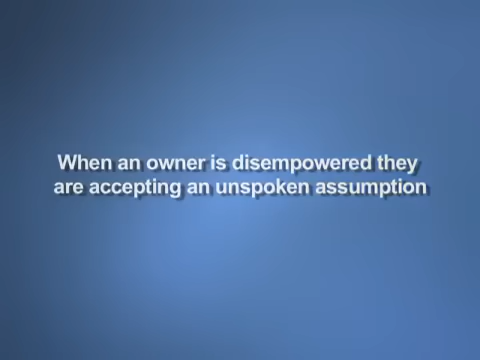 When an owner is disempowered they
are accepting an unspoken assumption